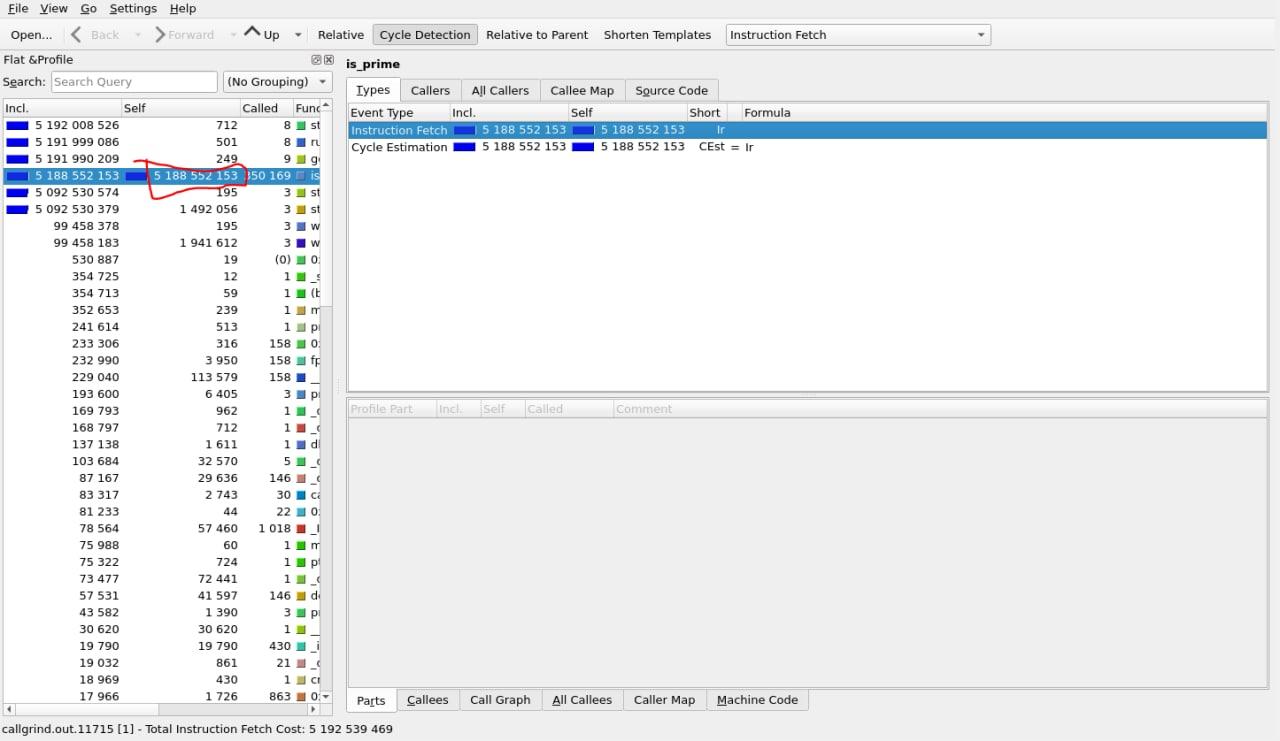 File View Go Settings Help
Open... Back Forward Up Relative Cycle Detection Relative to Parent Shorten Templates Instruction Fetch
Flat &Profile
Search: Search Query (No Grouping)
Incl. Self Called Func
5 192 008 526 712 8 st
5 191 999 086 501 8 ru
5 191 990 209 249 9 ge
5 188 552 153 5 188 552 153 350 169 is
5 092 530 574 195 3 st
5 092 530 379 1 492 056 3 st
99 458 378 195 3 w
99 458 183 1 941 612 3 w
530 887 19 (0) 0
354 725 12 1 _s
354 713 59 1 (b
352 653 239 1 m
241 614 513 1 pr
233 306 316 158 0
232 990 3 950 158 fp
229 040 113 579 158 __
193 600 6 405 3 pr
169 793 962 1 _d
168 797 712 1 _d
137 138 1 611 1 dl
103 684 32 570 5 _d
87 167 29 636 146 _d
83 317 2 743 30 ca
81 233 44 22 0
78 564 57 460 1 018 _I
75 988 60 1 m
75 322 724 1 pt
73 477 72 441 1 _d
57 531 41 597 146 do
43 582 1 390 3 pr
30 620 30 620 1 __
19 790 19 790 430 _i
19 032 861 21 _d
18 969 430 1 cr
17 966 1 726 863 0
is_prime
Types Callers All Callers Callee Map Source Code
Event Type Incl. Self Short Formula
Instruction Fetch 5 188 552 153 5 188 552 153 Ir
Cycle Estimation 5 188 552 153 5 188 552 153 CEst = Ir
Profile Part Incl. Self Called Comment
Parts Callees Call Graph All Callees Caller Map Machine Code
callgrind.out.11715 [1] - Total Instruction Fetch Cost: 5 192 539 469